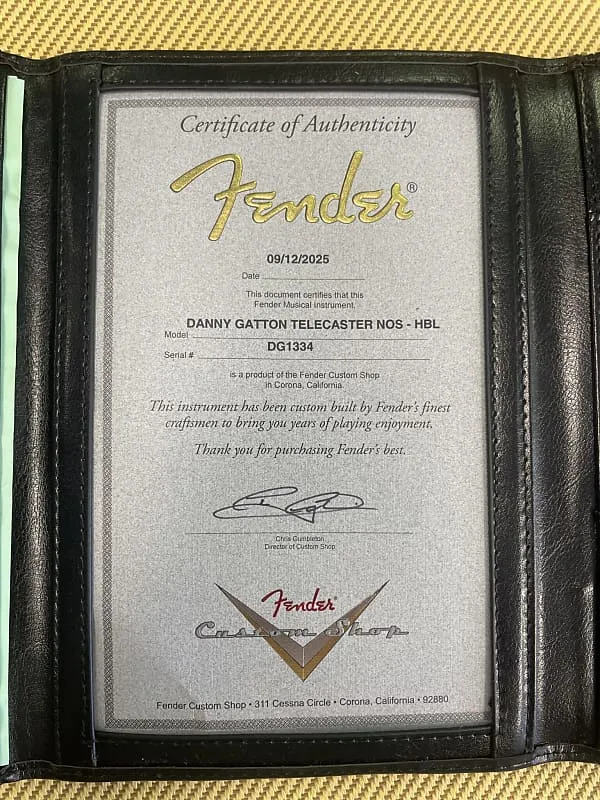 Certificate of Authenticity
Fender®
09/12/2025
Date
This document certifies that this
Fender Musical Instrument.
DANNY GATTON TELECASTER NOS - HBL
Model
DG1334
Serial #
is a product of the Fender Custom Shop
in Corona, California.
This instrument has been custom built by Fender's finest
craftsmen to bring you years of playing enjoyment.
Thank you for purchasing Fender's best.
Chris Gumbleton
Director of Custom Shop
Fender®
Custom Shop
Fender Custom Shop • 311 Cessna Circle • Corona, California • 92880